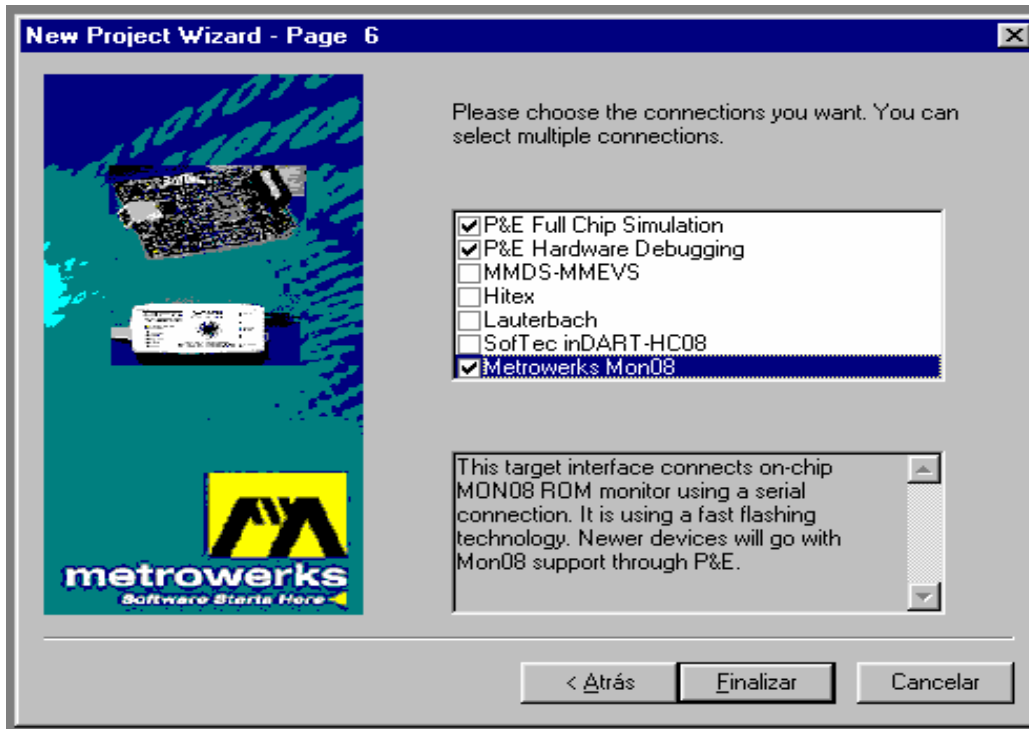 New Project Wizard - Page 6
Please choose the connections you want. You can
select multiple connections.
P&E Full Chip Simulation
P&E Hardware Debugging
MMDS-MMEVS
Hitex
Lauterbach
SofTec inDART-HC08
Metrowerks Mon08
This target interface connects on-chip
MON08 ROM monitor using a serial
connection. It is using a fast flashing
technology. Newer devices will go with
Mon08 support through P&E.
metrowerks
Software Starts Here
< Atrás
Finalizar
Cancelar